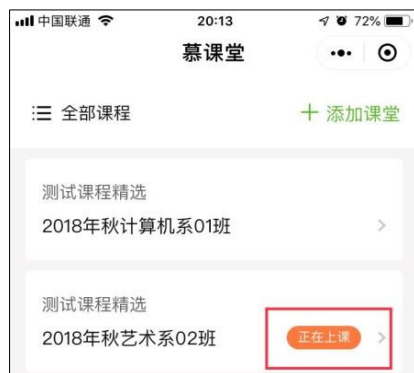 中国联通 20:13 72%
慕课堂
全部课程 + 添加课堂
测试课程精选
2018年秋计算机系01班
测试课程精选
2018年秋艺术系02班 正在上课